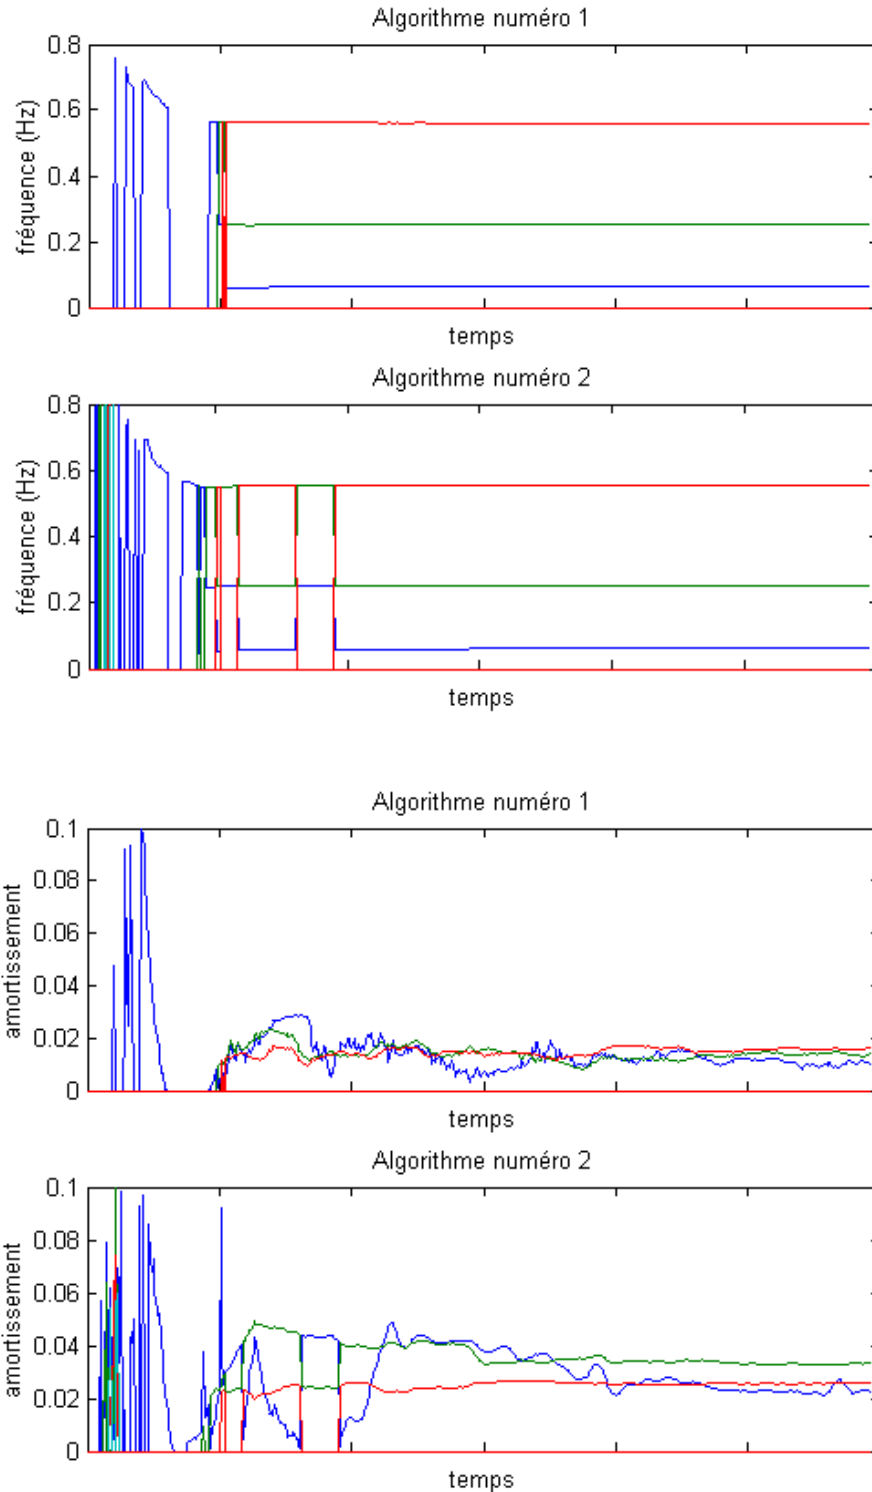 Algorithme numéro 1
0.8
0.6
0.4
0.2
0
fréquence (Hz)
temps
Algorithme numéro 2
0.8
0.6
0.4
0.2
0
fréquence (Hz)
temps
Algorithme numéro 1
0.1
0.08
0.06
0.04
0.02
0
amortissement
temps
Algorithme numéro 2
0.1
0.08
0.06
0.04
0.02
0
amortissement
temps